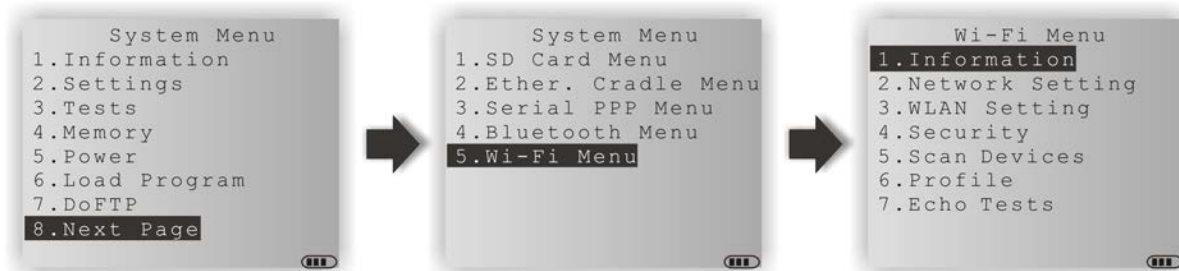 System Menu
1.Information
2.Settings
3.Tests
4.Memory
5.Power
6.Load Program
7.DoFTP
8.Next Page
System Menu
1.SD Card Menu
2.Ether. Cradle Menu
3.Serial PPP Menu
4.Bluetooth Menu
5.Wi-Fi Menu
Wi-Fi Menu
1.Information
2.Network Setting
3.WLAN Setting
4.Security
5.Scan Devices
6.Profile
7.Echo Tests